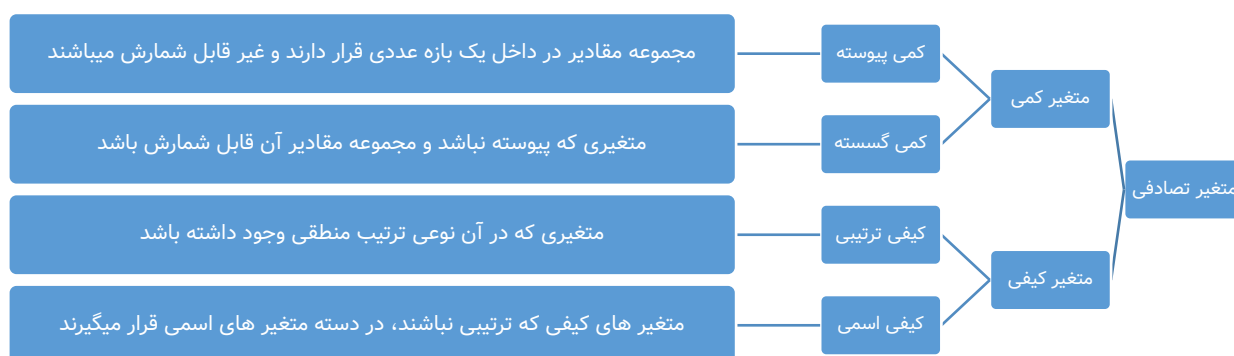 متغیر تصادفی
متغیر کمی
کمی پیوسته
مجموعه مقادیر در داخل یک بازه عددی قرار دارند و غیر قابل شمارش میباشند
کمی گسسته
متغیری که پیوسته نباشد و مجموعه مقادیر آن قابل شمارش باشد
متغیر کیفی
کیفی ترتیبی
متغیری که در آن نوعی ترتیب منطقی وجود داشته باشد
کیفی اسمی
متغیر های کیفی که ترتیبی نباشند، در دسته متغیر های اسمی قرار میگیرند